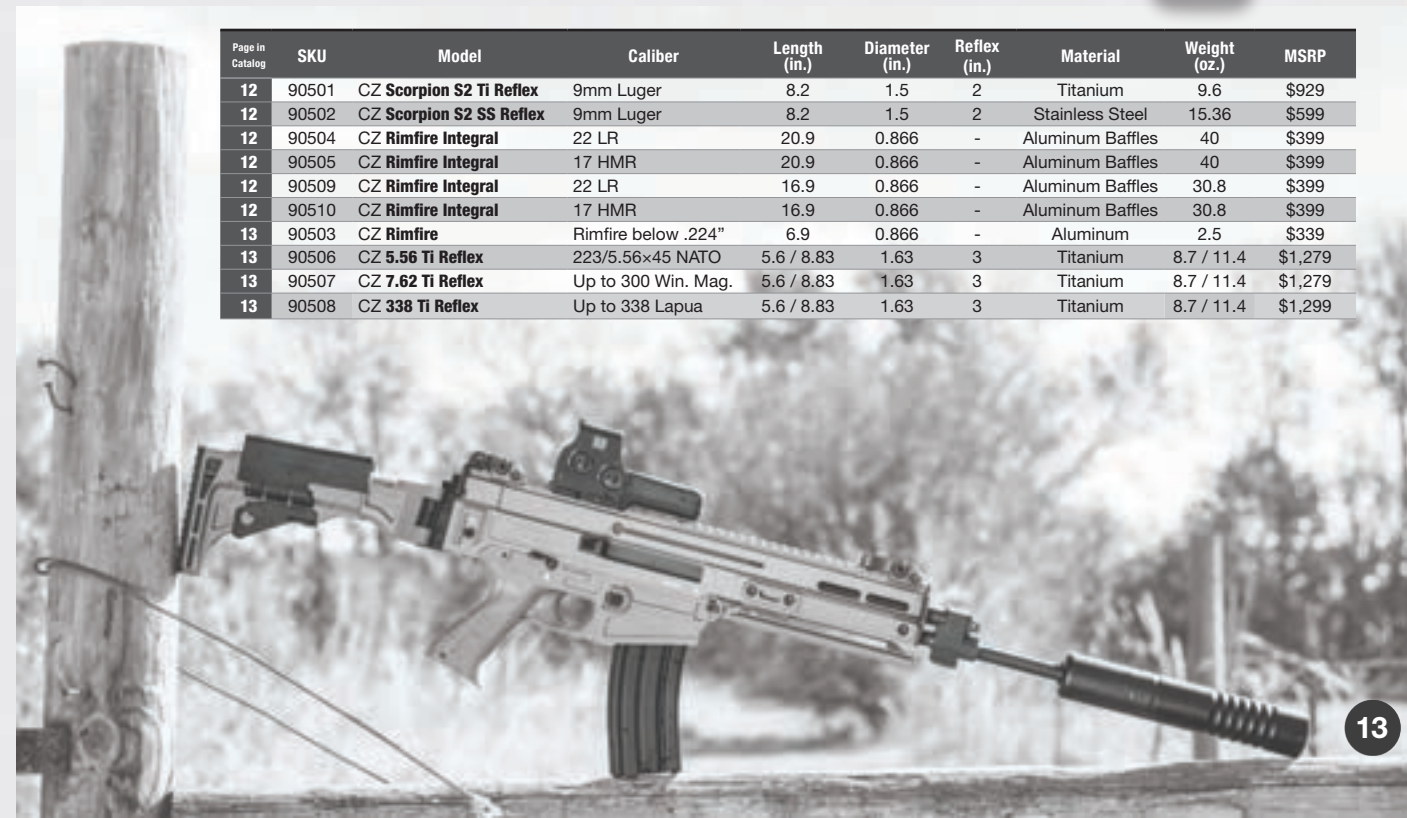 Page in Catalog SKU Model Caliber Length (in.) Diameter (in.) Reflex (in.) Material Weight (oz.) MSRP
12 90501 CZ Scorpion S2 Ti Reflex 9mm Luger 8.2 1.5 2 Titanium 9.6 $929
12 90502 CZ Scorpion S2 SS Reflex 9mm Luger 8.2 1.5 2 Stainless Steel 15.36 $599
12 90504 CZ Rimfire Integral 22 LR 20.9 0.866 - Aluminum Baffles 40 $399
12 90505 CZ Rimfire Integral 17 HMR 20.9 0.866 - Aluminum Baffles 40 $399
12 90509 CZ Rimfire Integral 22 LR 16.9 0.866 - Aluminum Baffles 30.8 $399
12 90510 CZ Rimfire Integral 17 HMR 16.9 0.866 - Aluminum Baffles 30.8 $399
13 90503 CZ Rimfire Rimfire below .224” 6.9 0.866 - Aluminum 2.5 $339
13 90506 CZ 5.56 Ti Reflex 223/5.56×45 NATO 5.6 / 8.83 1.63 3 Titanium 8.7 / 11.4 $1,279
13 90507 CZ 7.62 Ti Reflex Up to 300 Win. Mag. 5.6 / 8.83 1.63 3 Titanium 8.7 / 11.4 $1,279
13 90508 CZ 338 Ti Reflex Up to 338 Lapua 5.6 / 8.83 1.63 3 Titanium 8.7 / 11.4 $1,299
13